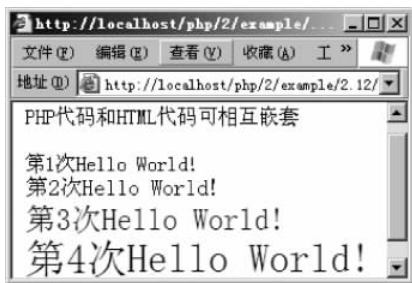 http://localhost/php/2/example/...
文件(F) 编辑(E) 查看(V) 收藏(A) 工 »
地址(D) http://localhost/php/2/example/2.12/
PHP代码和HTML代码可相互嵌套
第1次Hello World!
第2次Hello World!
第3次Hello World!
第4次Hello World!